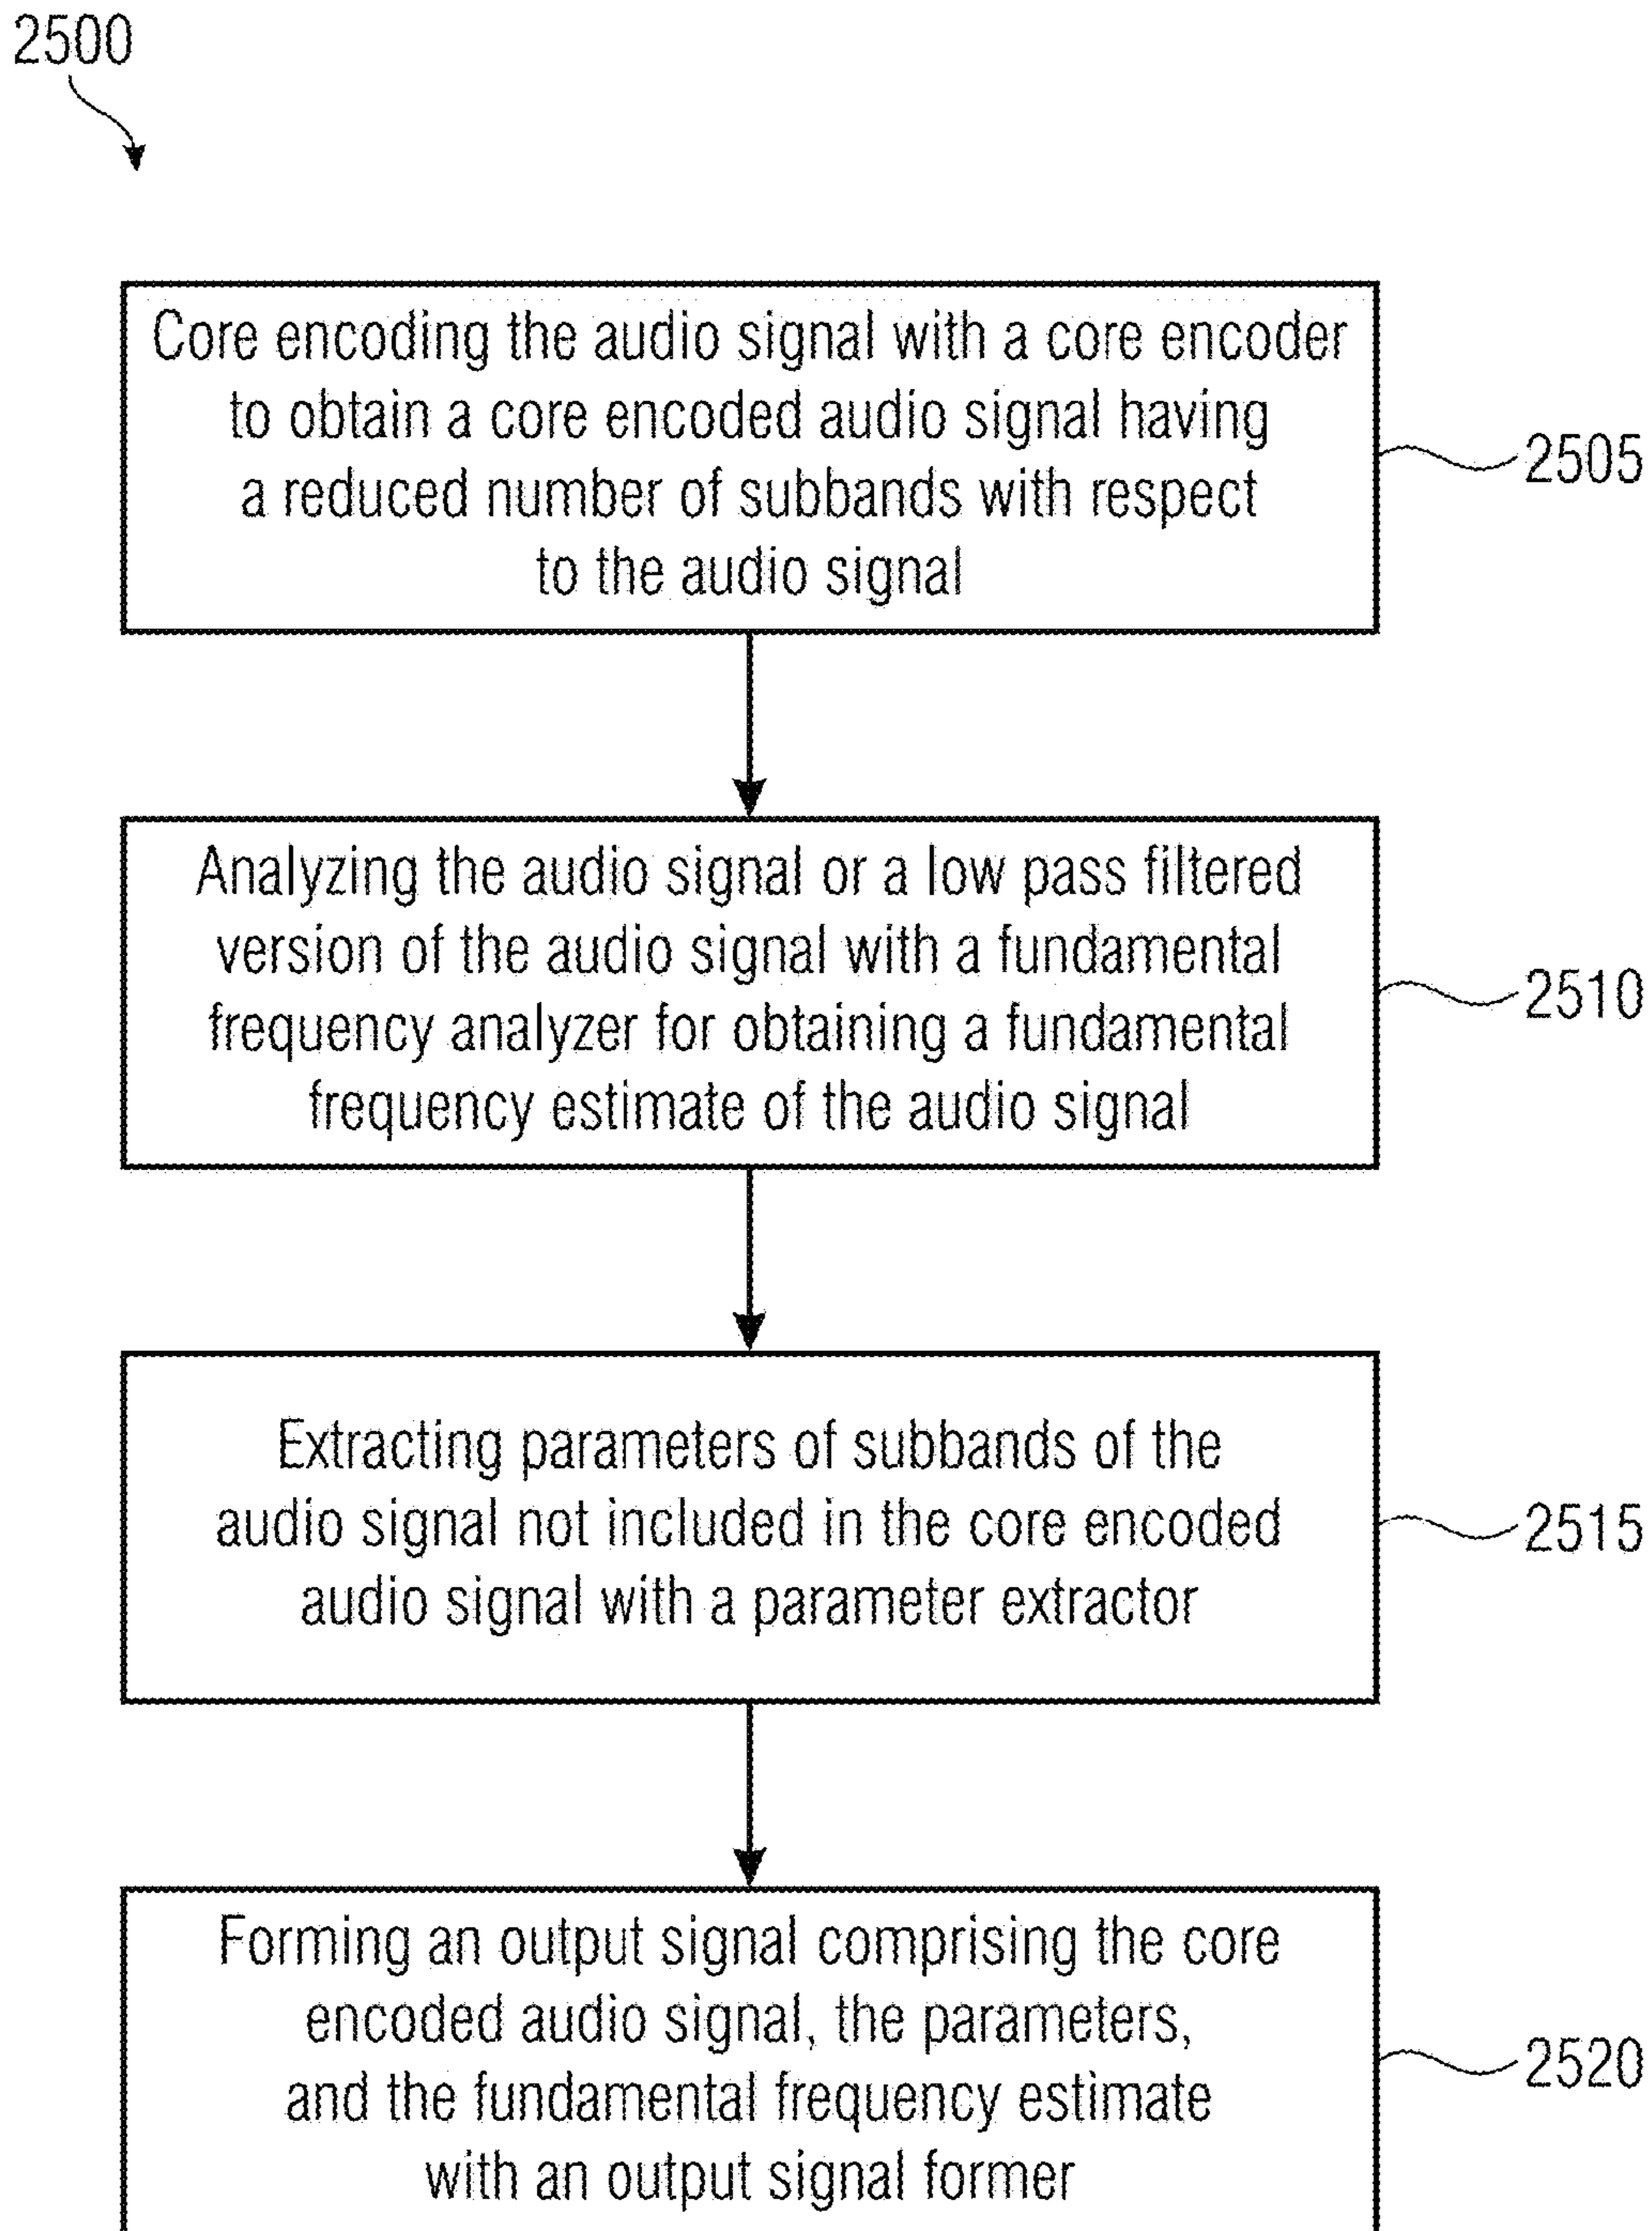 2500
Core encoding the audio signal with a core encoder
to obtain a core encoded audio signal having
a reduced number of subbands with respect
to the audio signal
2505
Analyzing the audio signal or a low pass filtered
version of the audio signal with a fundamental
frequency analyzer for obtaining a fundamental
frequency estimate of the audio signal
2510
Extracting parameters of subbands of the
audio signal not included in the core encoded
audio signal with a parameter extractor
2515
Forming an output signal comprising the core
encoded audio signal, the parameters,
and the fundamental frequency estimate
with an output signal former
2520